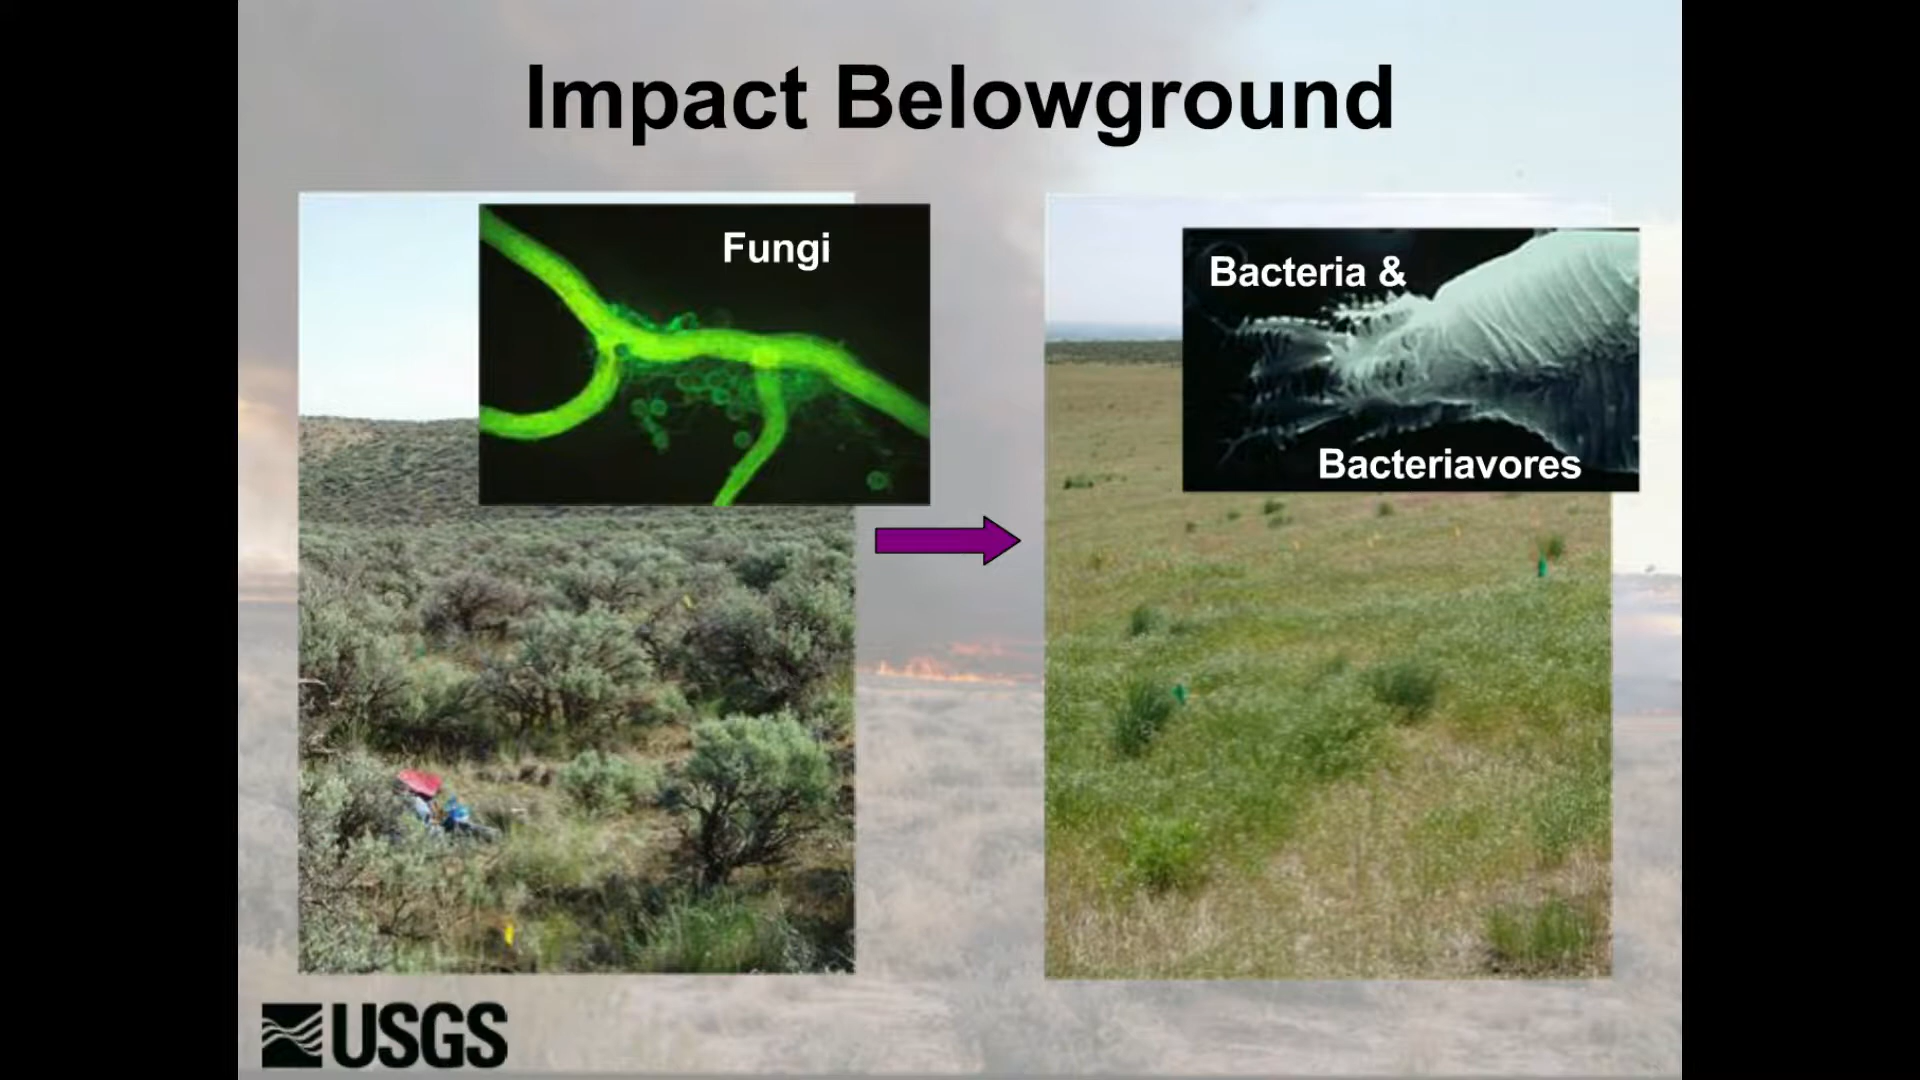 Impact Belowground
Fungi
Bacteria &
Bacteriavores
USGS